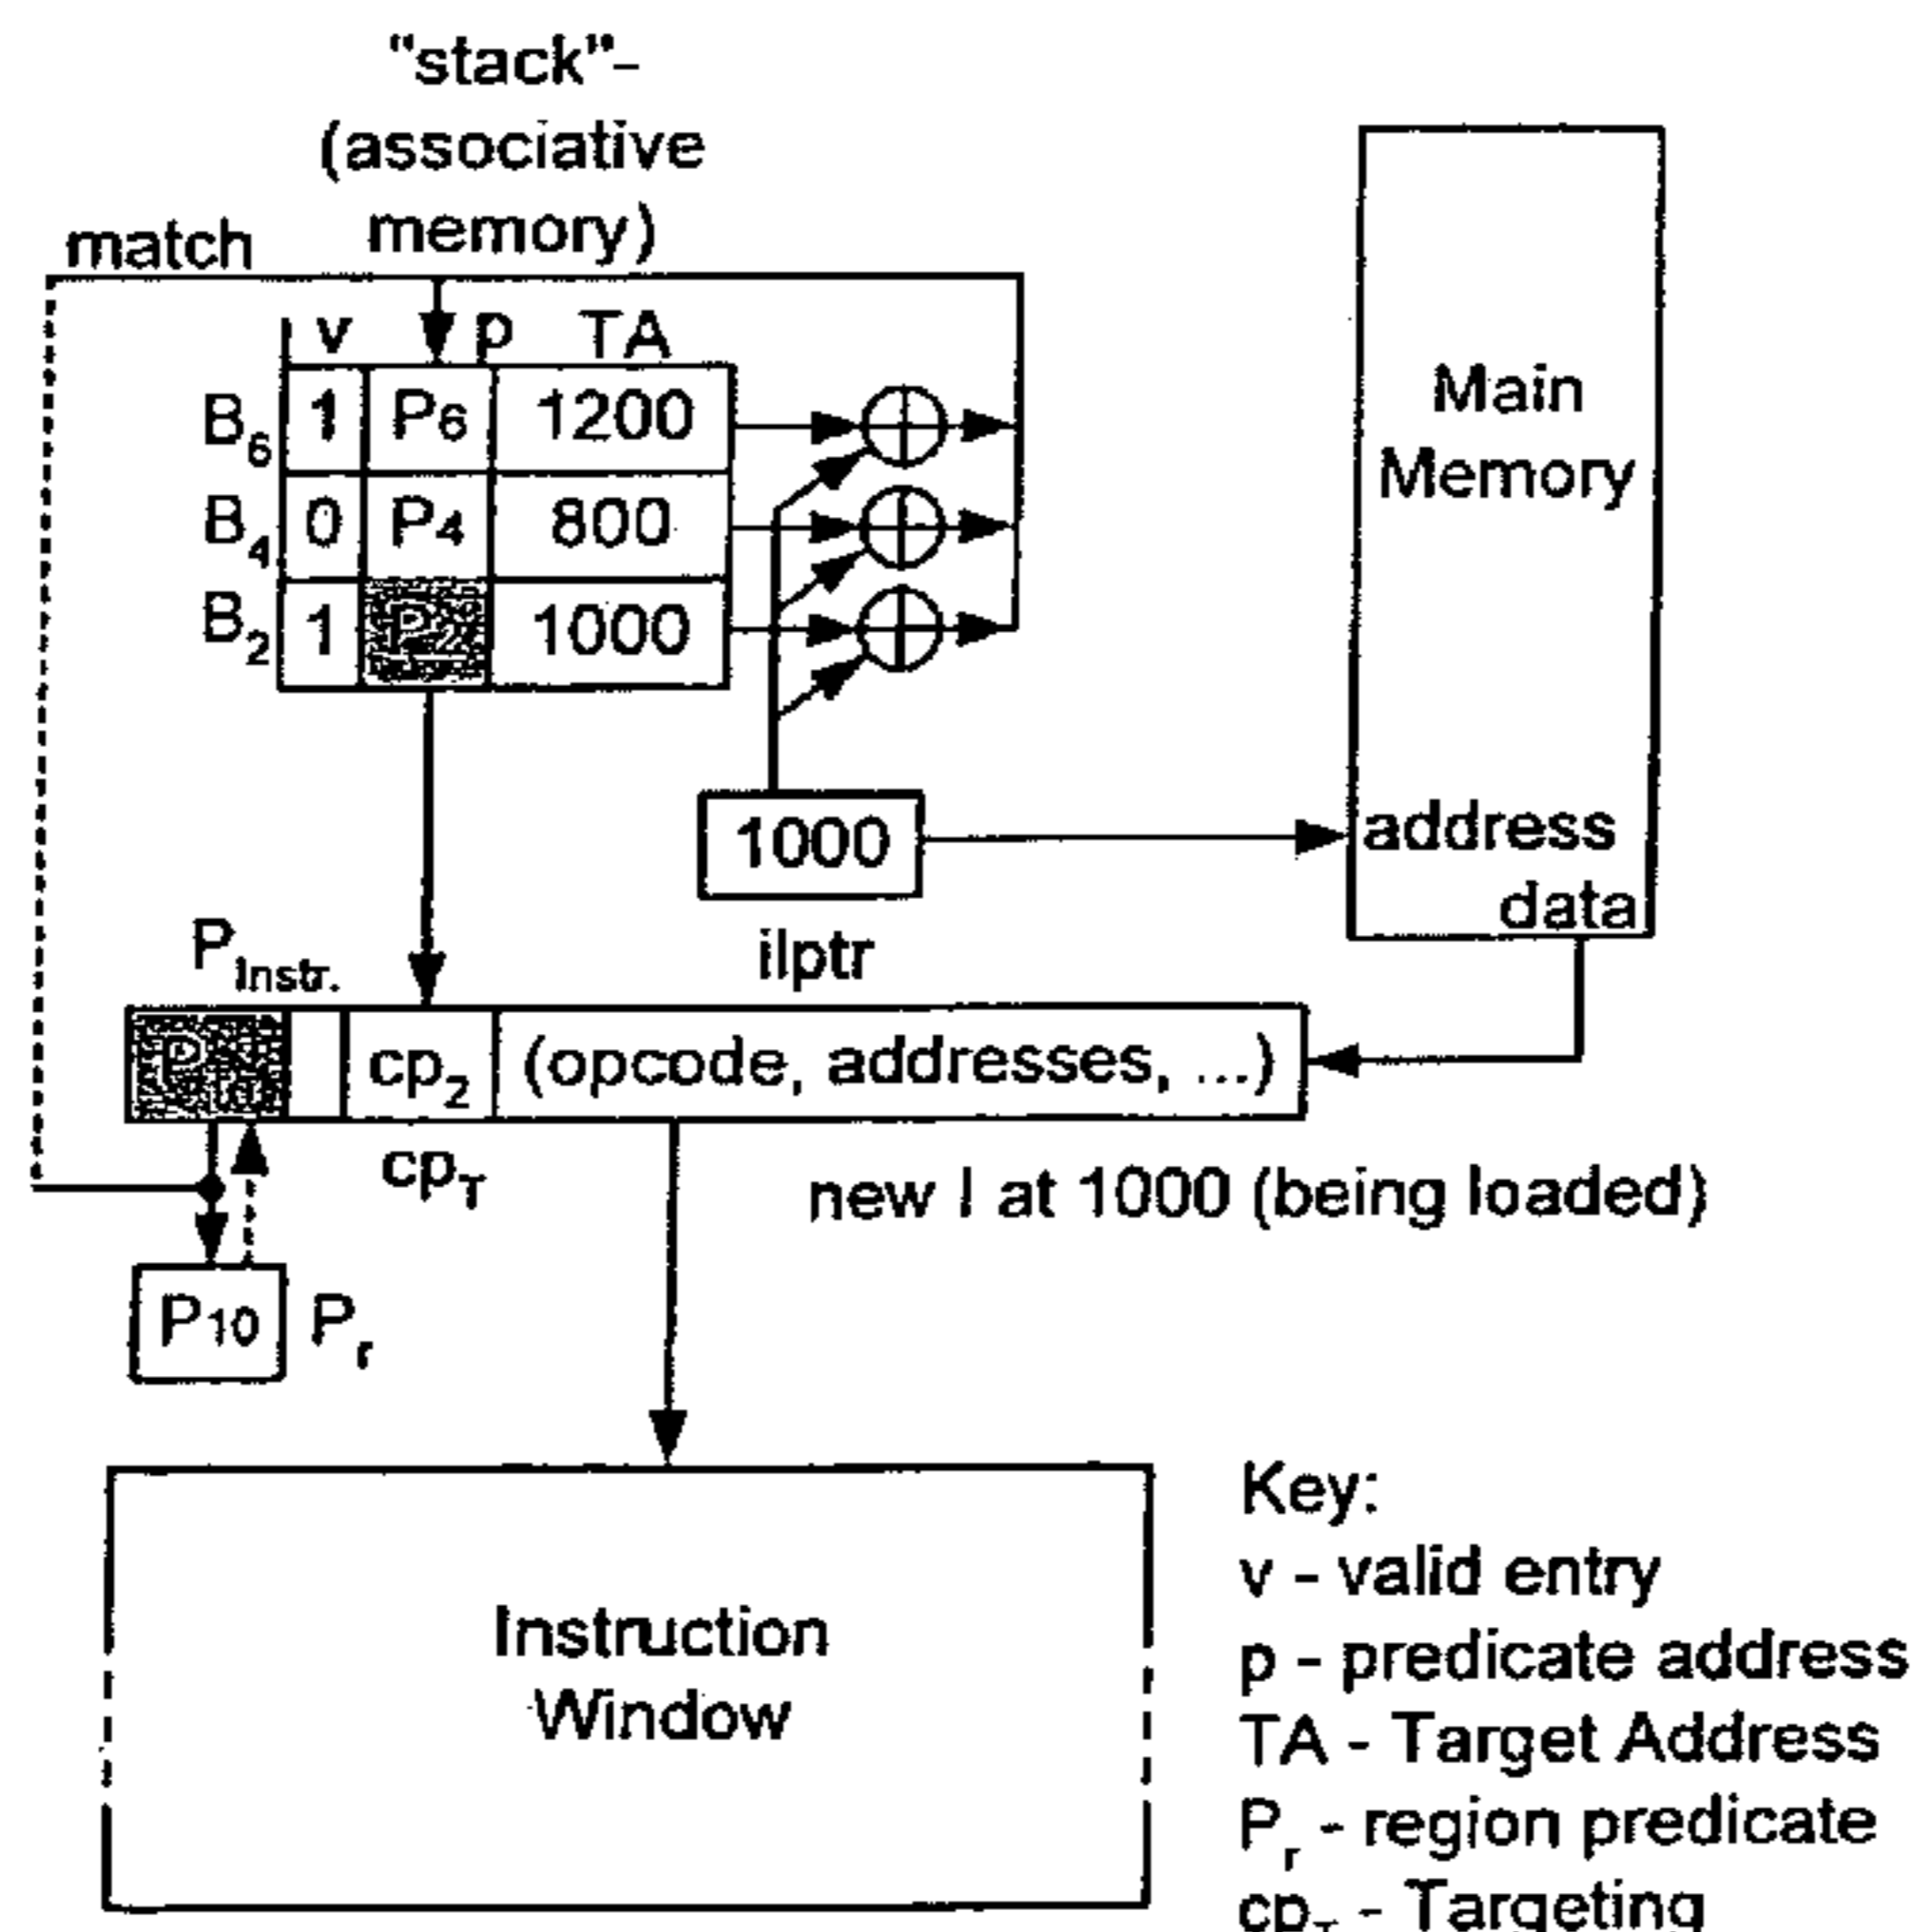 "stack"-
(associative
memory)
match
v p TA
B6 1 P6 1200
B4 0 P4 800
B2 1 P2 1000
Main
Memory
1000
address
data
ilptr
PInstr.
cp2 (opcode, addresses, ...)
cpT
new I at 1000 (being loaded)
P10 Pr
Instruction
Window
Key:
v - valid entry
p - predicate address
TA - Target Address
Pr - region predicate
cpT - Targeting